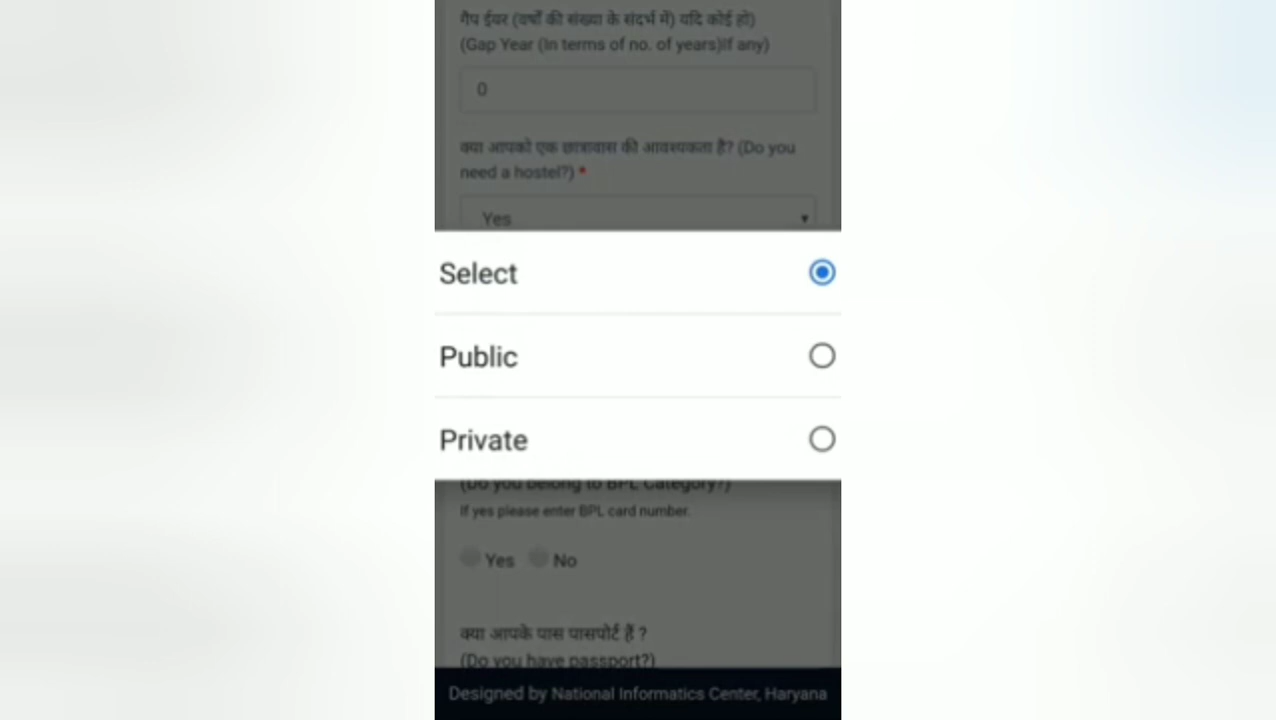 गैप ईयर (वर्षों की संख्या के संदर्भ में) यदि कोई हो)
(Gap Year (In terms of no. of years)If any)
0
क्या आपको एक छात्रावास की आवश्यकता है? (Do you
need a hostel?) *
Yes
Select
Public
Private
(Do you belong to BPL Category?)
If yes please enter BPL card number.
Yes No
क्या आपके पास पासपोर्ट हैं ?
(Do you have passport?)
Designed by National Informatics Center, Haryana